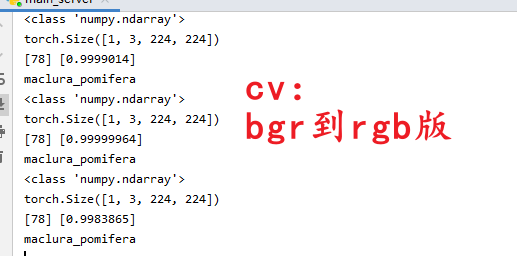 main_server
<class 'numpy.ndarray'>
torch.Size([1, 3, 224, 224])
[78] [0.9999014]
maclura_pomifera
<class 'numpy.ndarray'>
torch.Size([1, 3, 224, 224])
[78] [0.99999964]
maclura_pomifera
<class 'numpy.ndarray'>
torch.Size([1, 3, 224, 224])
[78] [0.9983865]
maclura_pomifera
cv:
bgr到rgb版